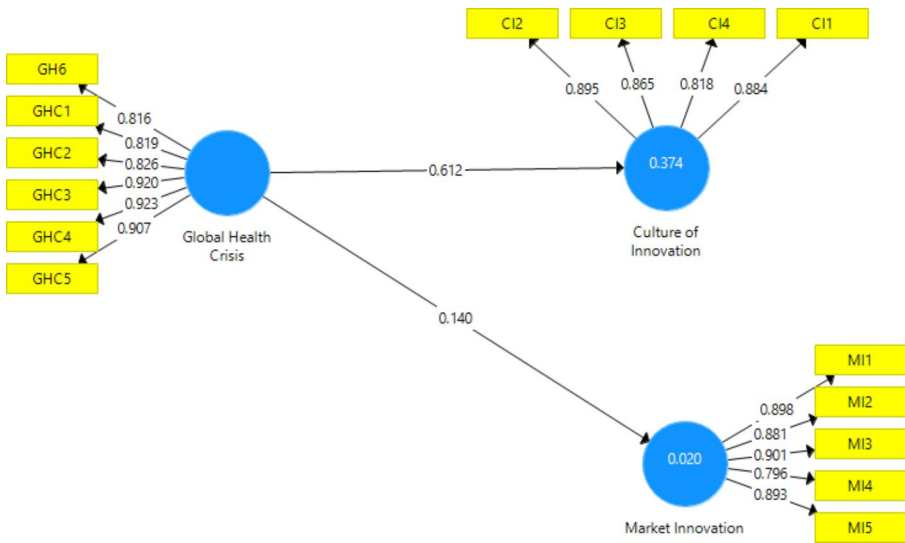 CI2
CI3
CI4
CI1
0.895
0.865
0.818
0.884
GH6
GHC1
GHC2
GHC3
GHC4
GHC5
0.816
0.819
0.826
0.920
0.923
0.907
Global Health
Crisis
0.612
0.374
Culture of
Innovation
0.140
0.020
Market Innovation
0.898
0.881
0.901
0.796
0.893
MI1
MI2
MI3
MI4
MI5